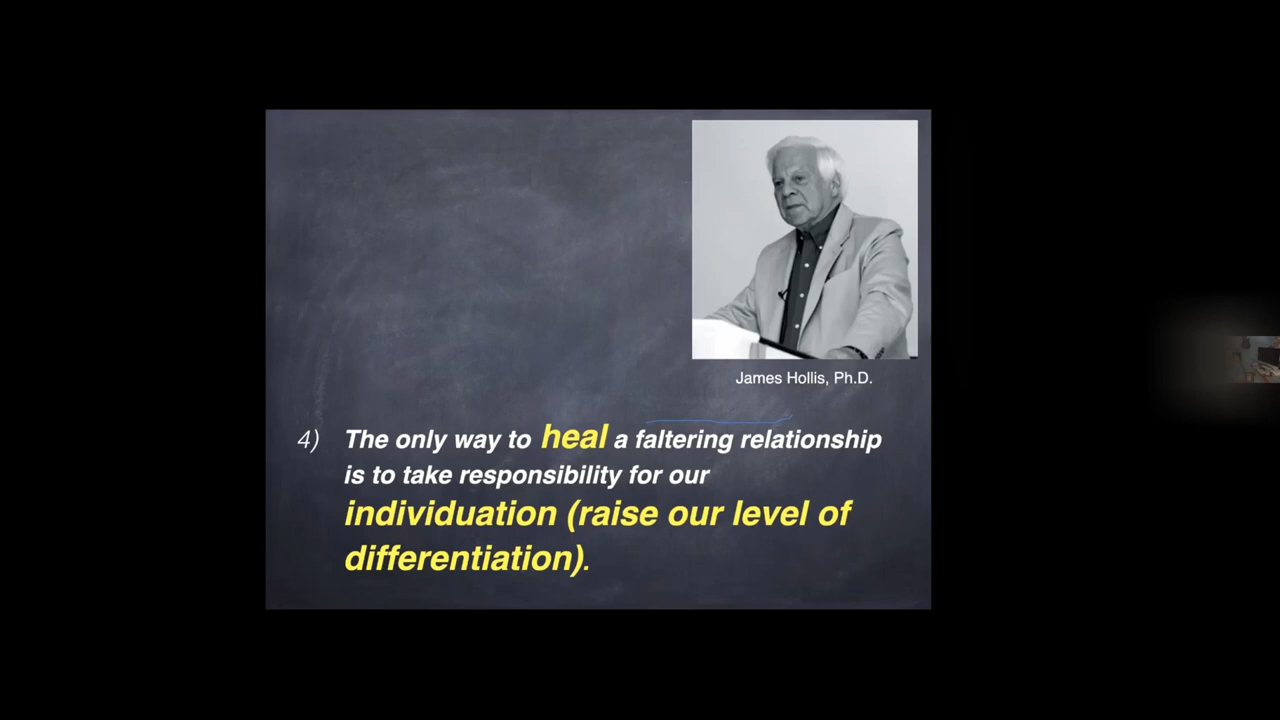 James Hollis, Ph.D.
4) The only way to heal a faltering relationship
is to take responsibility for our
individuation (raise our level of
differentiation).